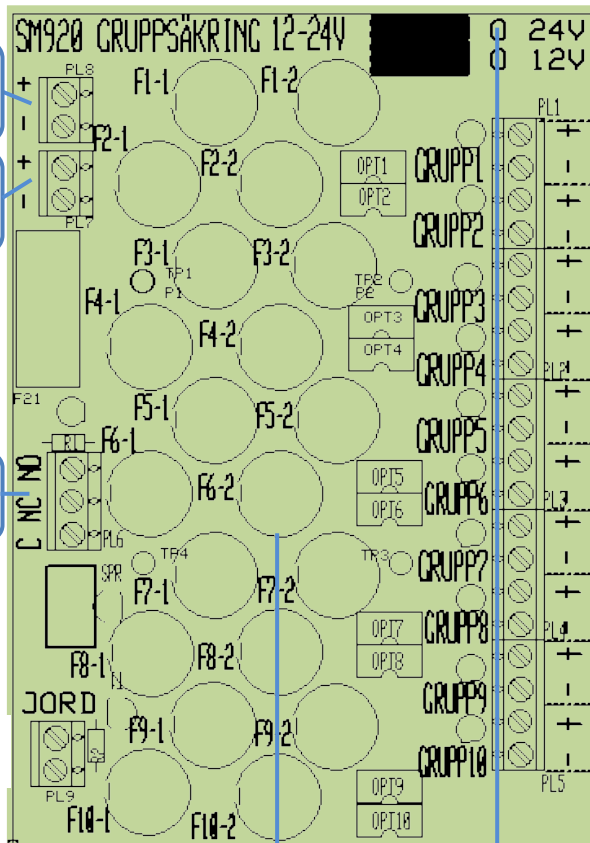 SM920 GRUPPSÄKRING 12-24V
24V
12V
PL8
F1-1
F1-2
PL1
+
-
F2-1
F2-2
OPT1
GRUPP1
+
-
+
-
PL7
OPT2
GRUPP2
+
-
F3-1
F3-2
TP1
P1
TP2
P2
GRUPP3
+
-
F4-1
F4-2
OPT3
OPT4
GRUPP4
+
-
PL2
F21
F5-1
F5-2
GRUPP5
+
-
R1
F6-1
F6-2
OPT5
OPT6
GRUPP6
+
-
PL3
C NC NO
PL6
TP4
TP3
F7-1
F7-2
GRUPP7
+
-
SPR
OPT7
GRUPP8
+
-
PL4
F8-1
F8-2
OPT8
JORD
F9-1
F9-2
GRUPP9
+
-
R2
GRUPP10
+
-
PL9
PL5
F10-1
F10-2
OPT9
OPT10